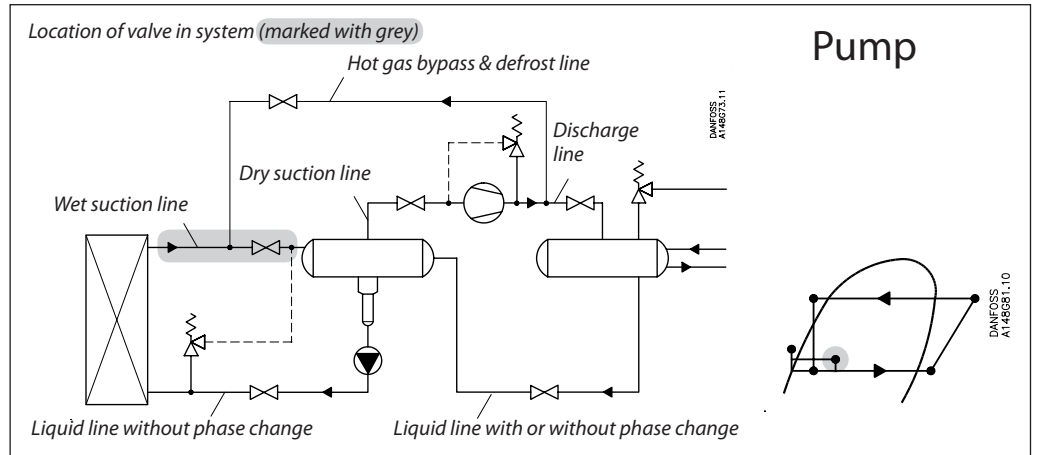 Location of valve in system (marked with grey)
Pump
Hot gas bypass & defrost line
DANFOSS
A148G73.11
Discharge
line
Dry suction line
Wet suction line
DANFOSS
A148G81.10
Liquid line without phase change
Liquid line with or without phase change